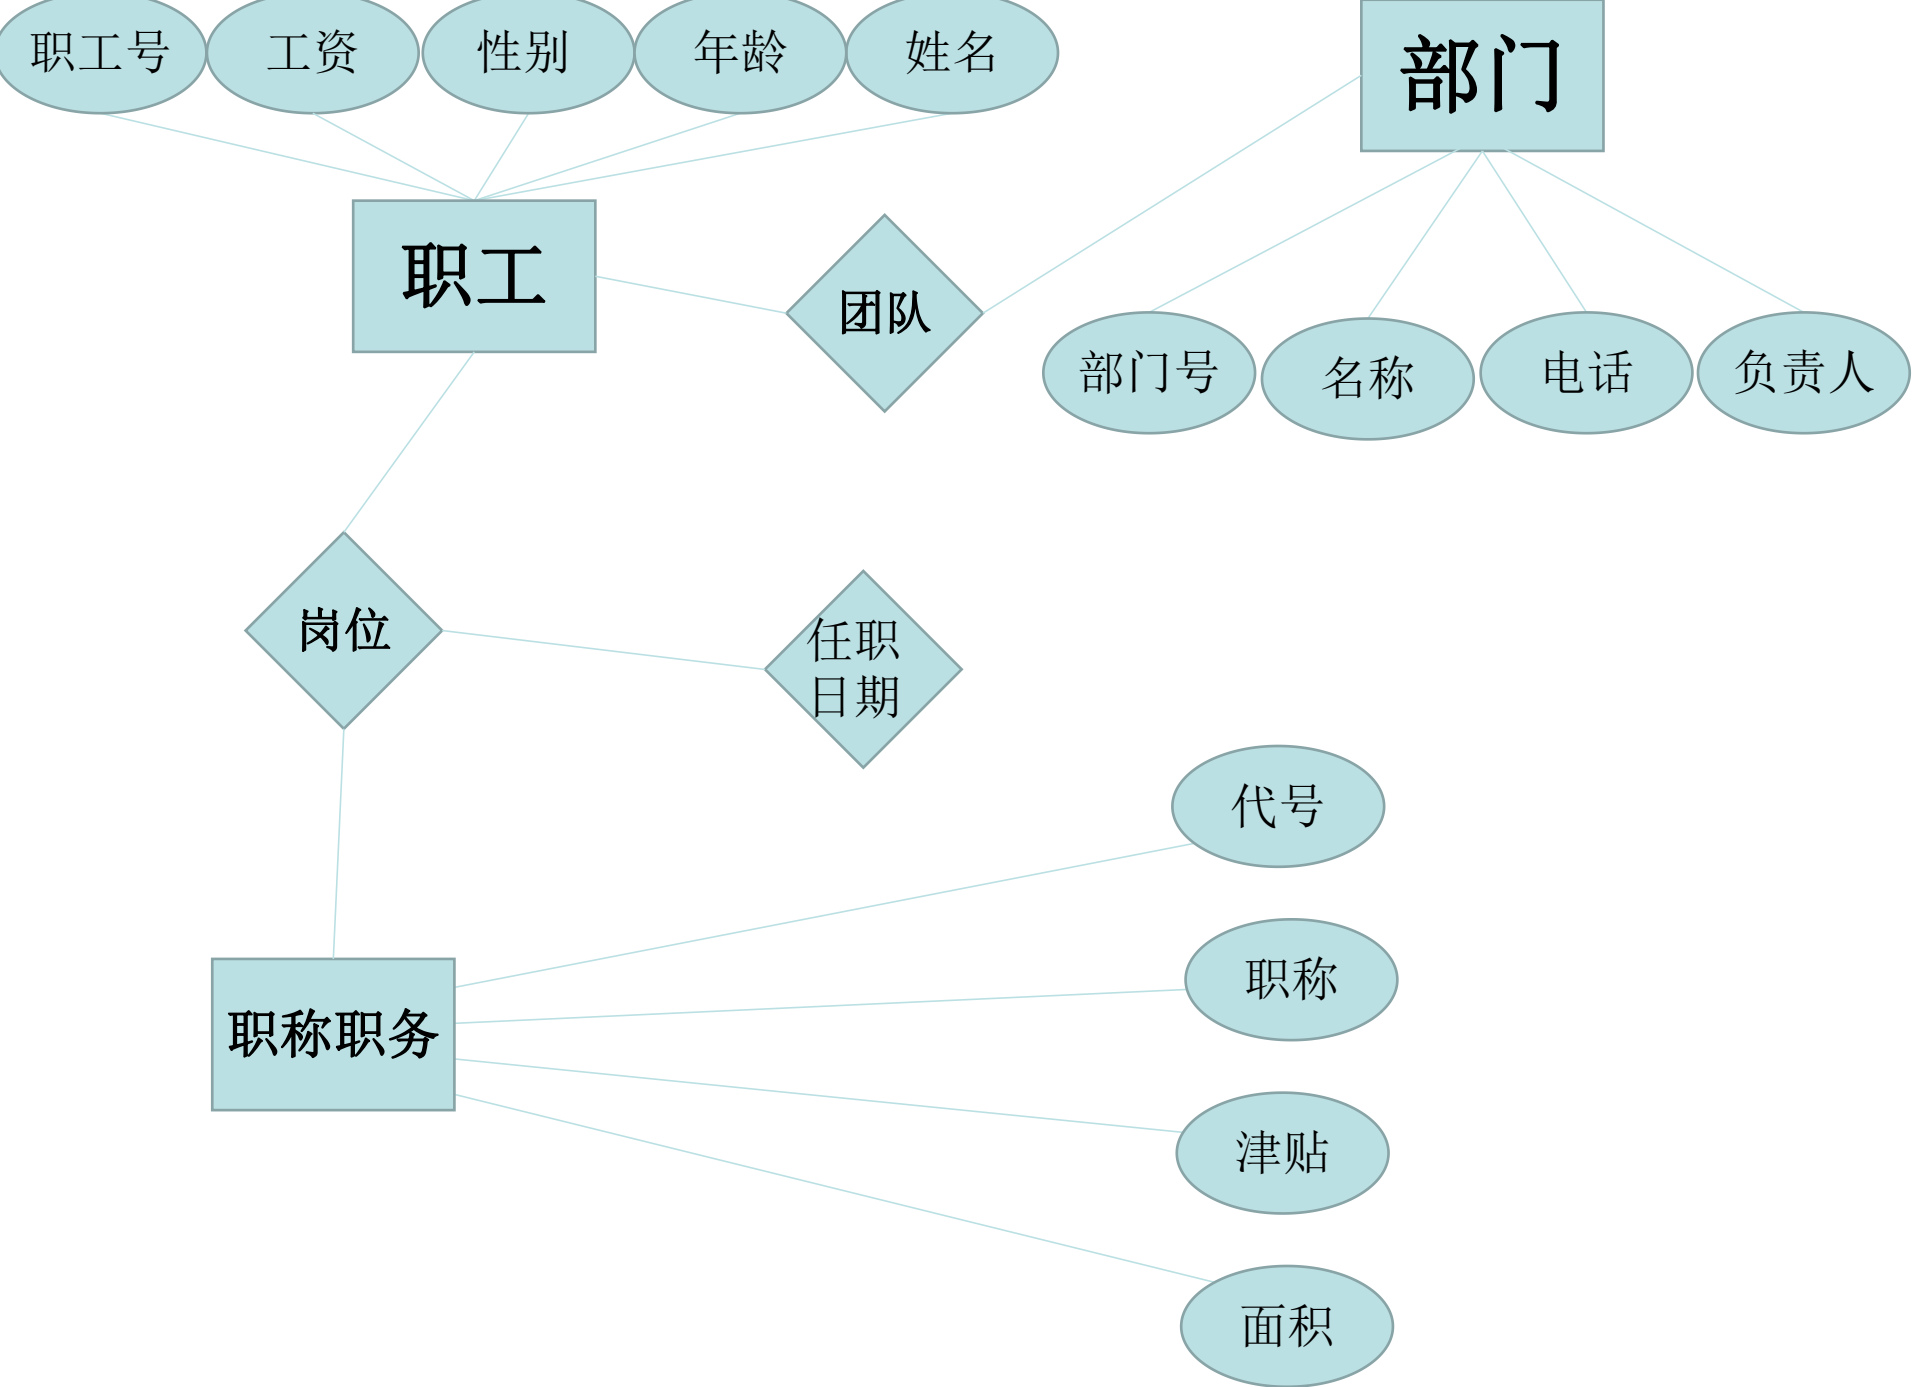 职工号
工资
性别
年龄
姓名
部门
职工
团队
部门号
名称
电话
负责人
岗位
任职
日期
代号
职称
职称职务
津贴
面积